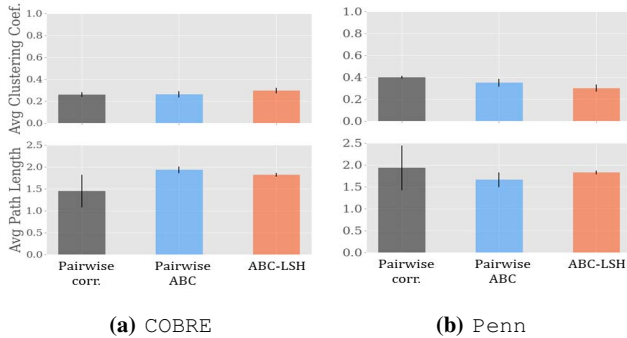 Avg Clustering Coef.
1.0
0.8
0.6
0.4
0.2
0.0
Avg Path Length
2.5
2.0
1.5
1.0
0.5
0.0
Pairwise corr.
Pairwise ABC
ABC-LSH
(a) COBRE
1.0
0.8
0.6
0.4
0.2
0.0
2.5
2.0
1.5
1.0
0.5
0.0
Pairwise corr.
Pairwise ABC
ABC-LSH
(b) Penn